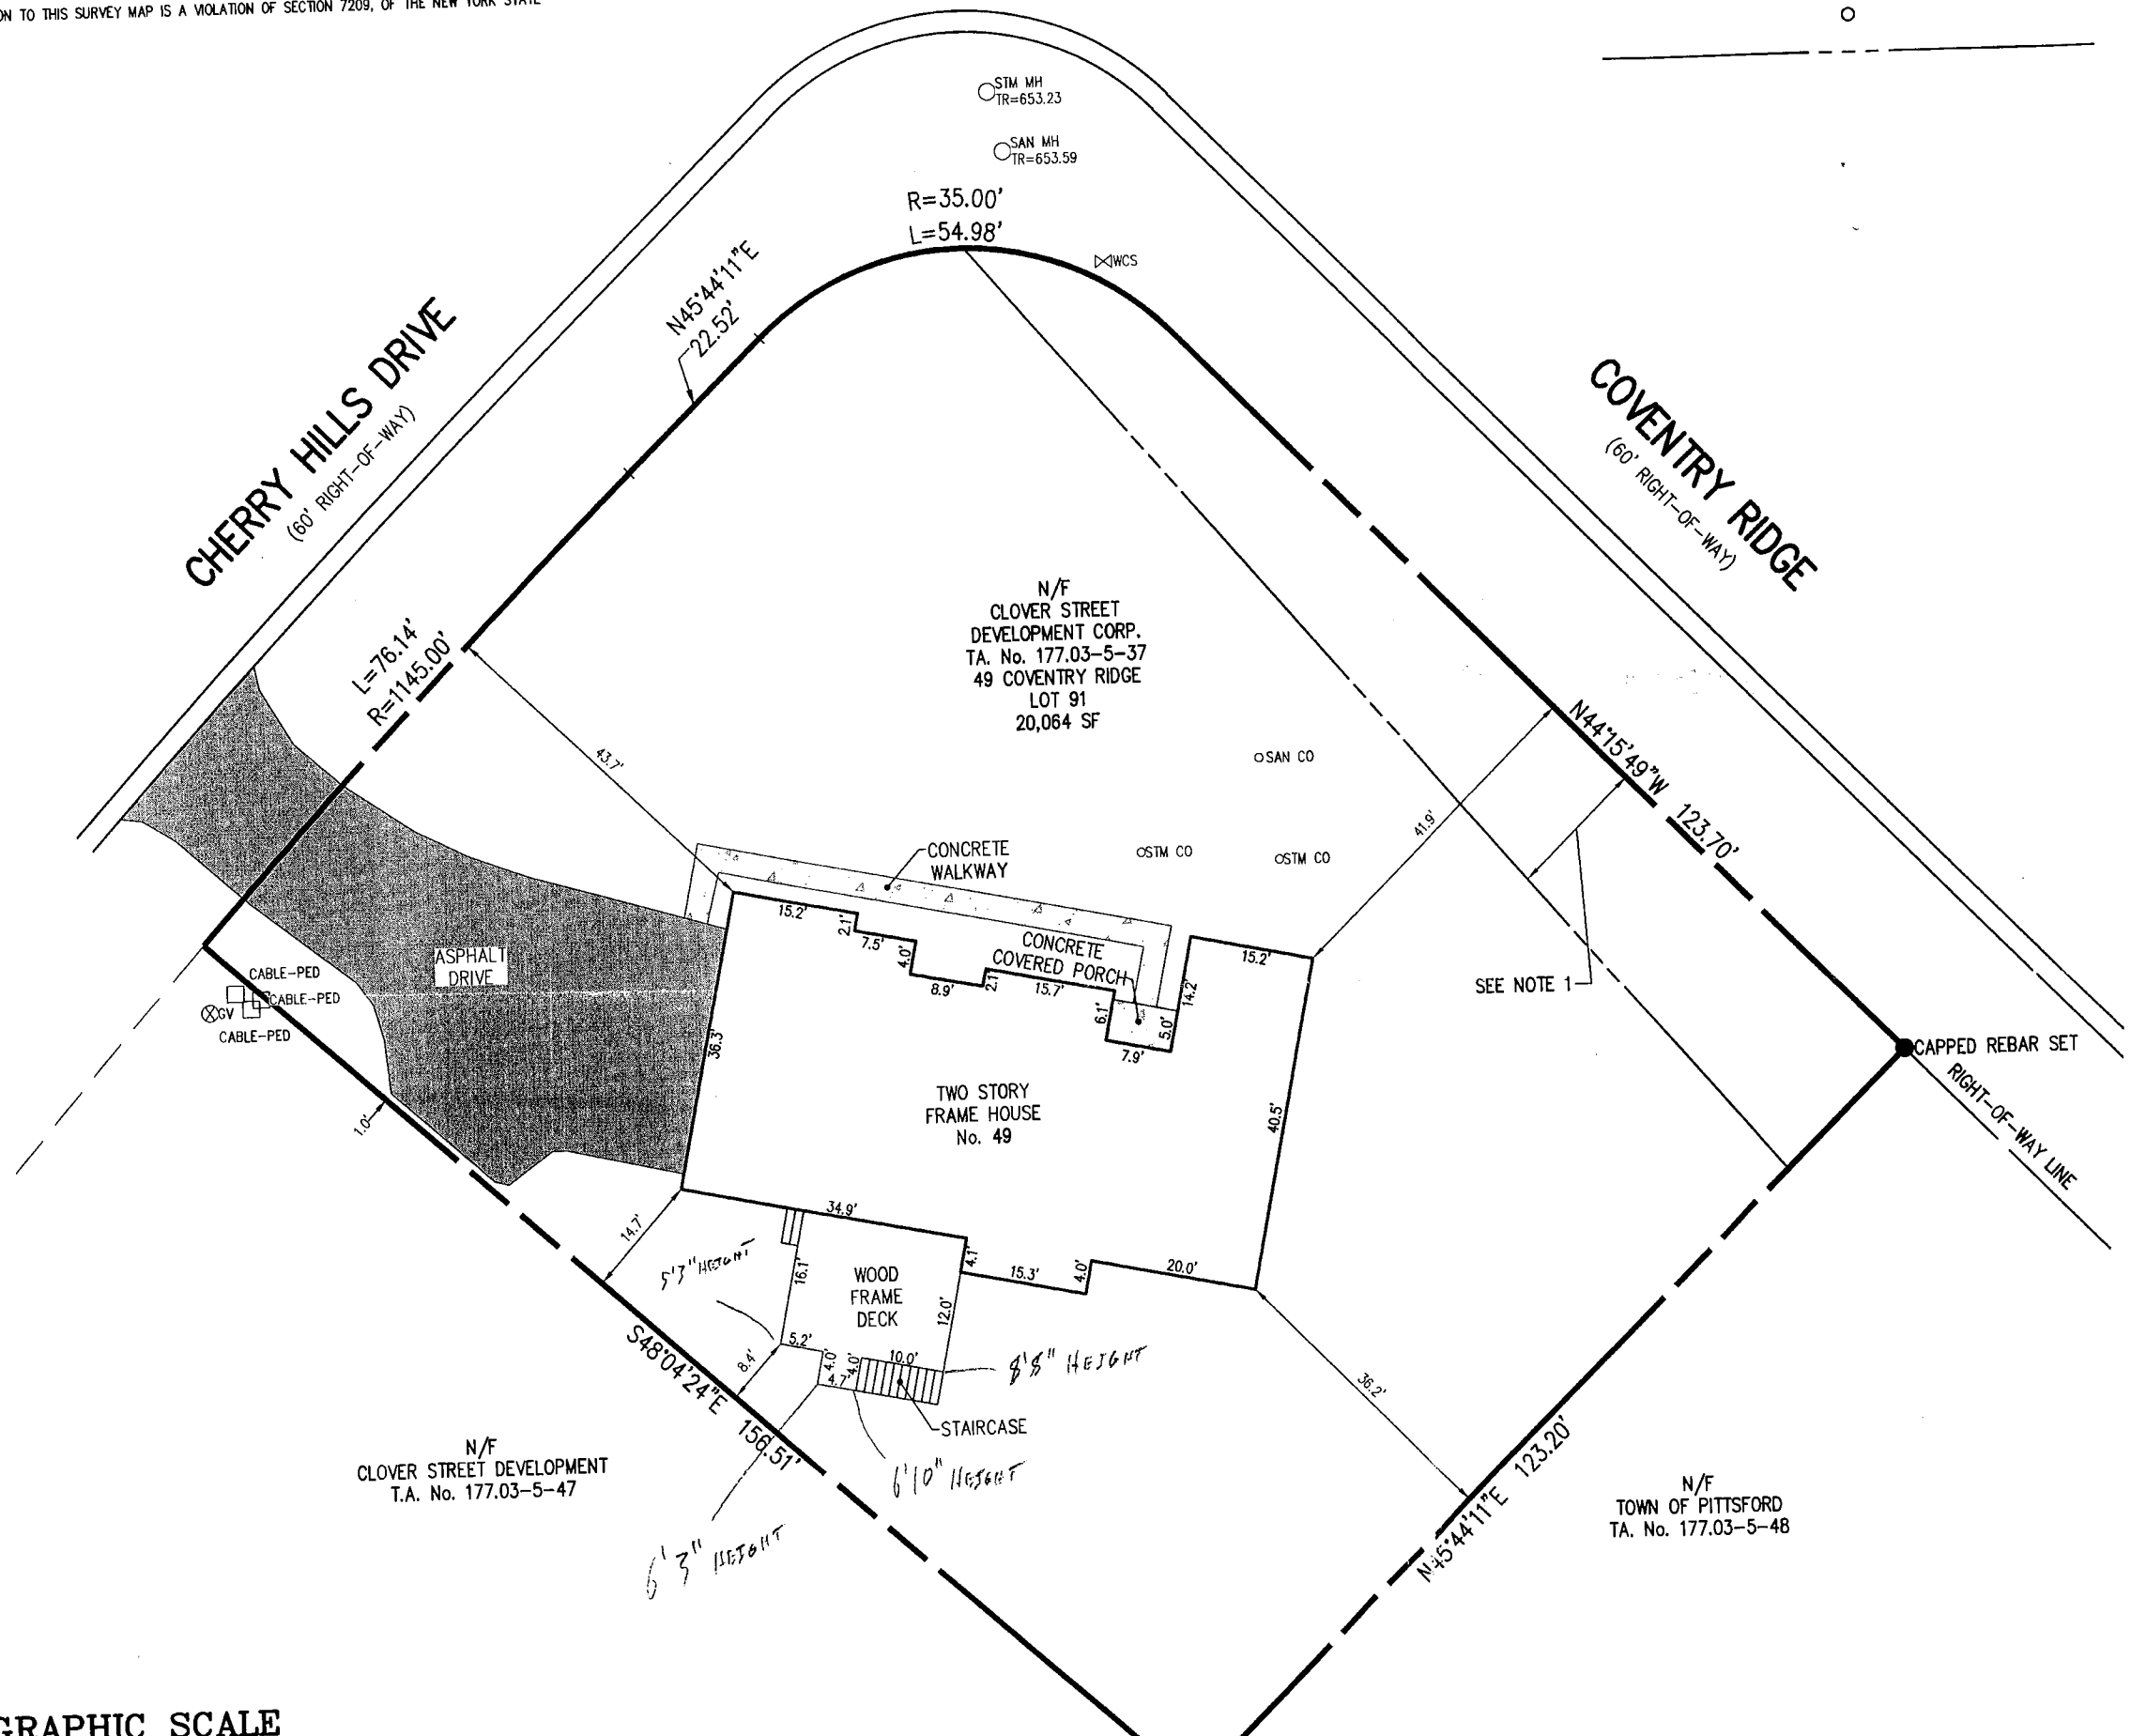 ON TO THIS SURVEY MAP IS A VIOLATION OF SECTION 7209, OF THE NEW YORK STATE
STM MH
TR=653.23
SAN MH
TR=653.59
R=35.00'
L=54.98'
WCS
N45°44'11"E
22.52'
CHERRY HILLS DRIVE
(60' RIGHT-OF-WAY)
COVENTRY RIDGE
(60' RIGHT-OF-WAY)
L=76.14'
R=1145.00'
N/F
CLOVER STREET
DEVELOPMENT CORP.
TA. No. 177.03-5-37
49 COVENTRY RIDGE
LOT 91
20,064 SF
43.7'
SAN CO
STM CO
STM CO
41.9'
N44°15'49"W 123.70'
CONCRETE
WALKWAY
15.2'
2.1'
7.5'
4.0'
8.9'
2.1'
15.7'
CONCRETE
COVERED PORCH
6.1'
7.9'
5.0'
14.2'
15.2'
SEE NOTE 1
ASPHALT
DRIVE
CABLE-PED
CABLE-PED
GV
CABLE-PED
36.3'
CAPPED REBAR SET
RIGHT-OF-WAY LINE
TWO STORY
FRAME HOUSE
No. 49
40.5'
1.0'
34.9'
14.7'
5'3" HEIGHT
16.1'
WOOD
FRAME
DECK
4.1'
15.3'
4.0'
20.0'
12.0'
5.2'
8.4'
4.0'
4.7'
4.0'
10.0'
8'8" HEIGHT
STAIRCASE
36.2'
S48°04'24"E 156.51'
6'10" HEIGHT
6'3" HEIGHT
N/F
CLOVER STREET DEVELOPMENT
T.A. No. 177.03-5-47
N45°44'11"E 123.20'
N/F
TOWN OF PITTSFORD
TA. No. 177.03-5-48
GRAPHIC SCALE